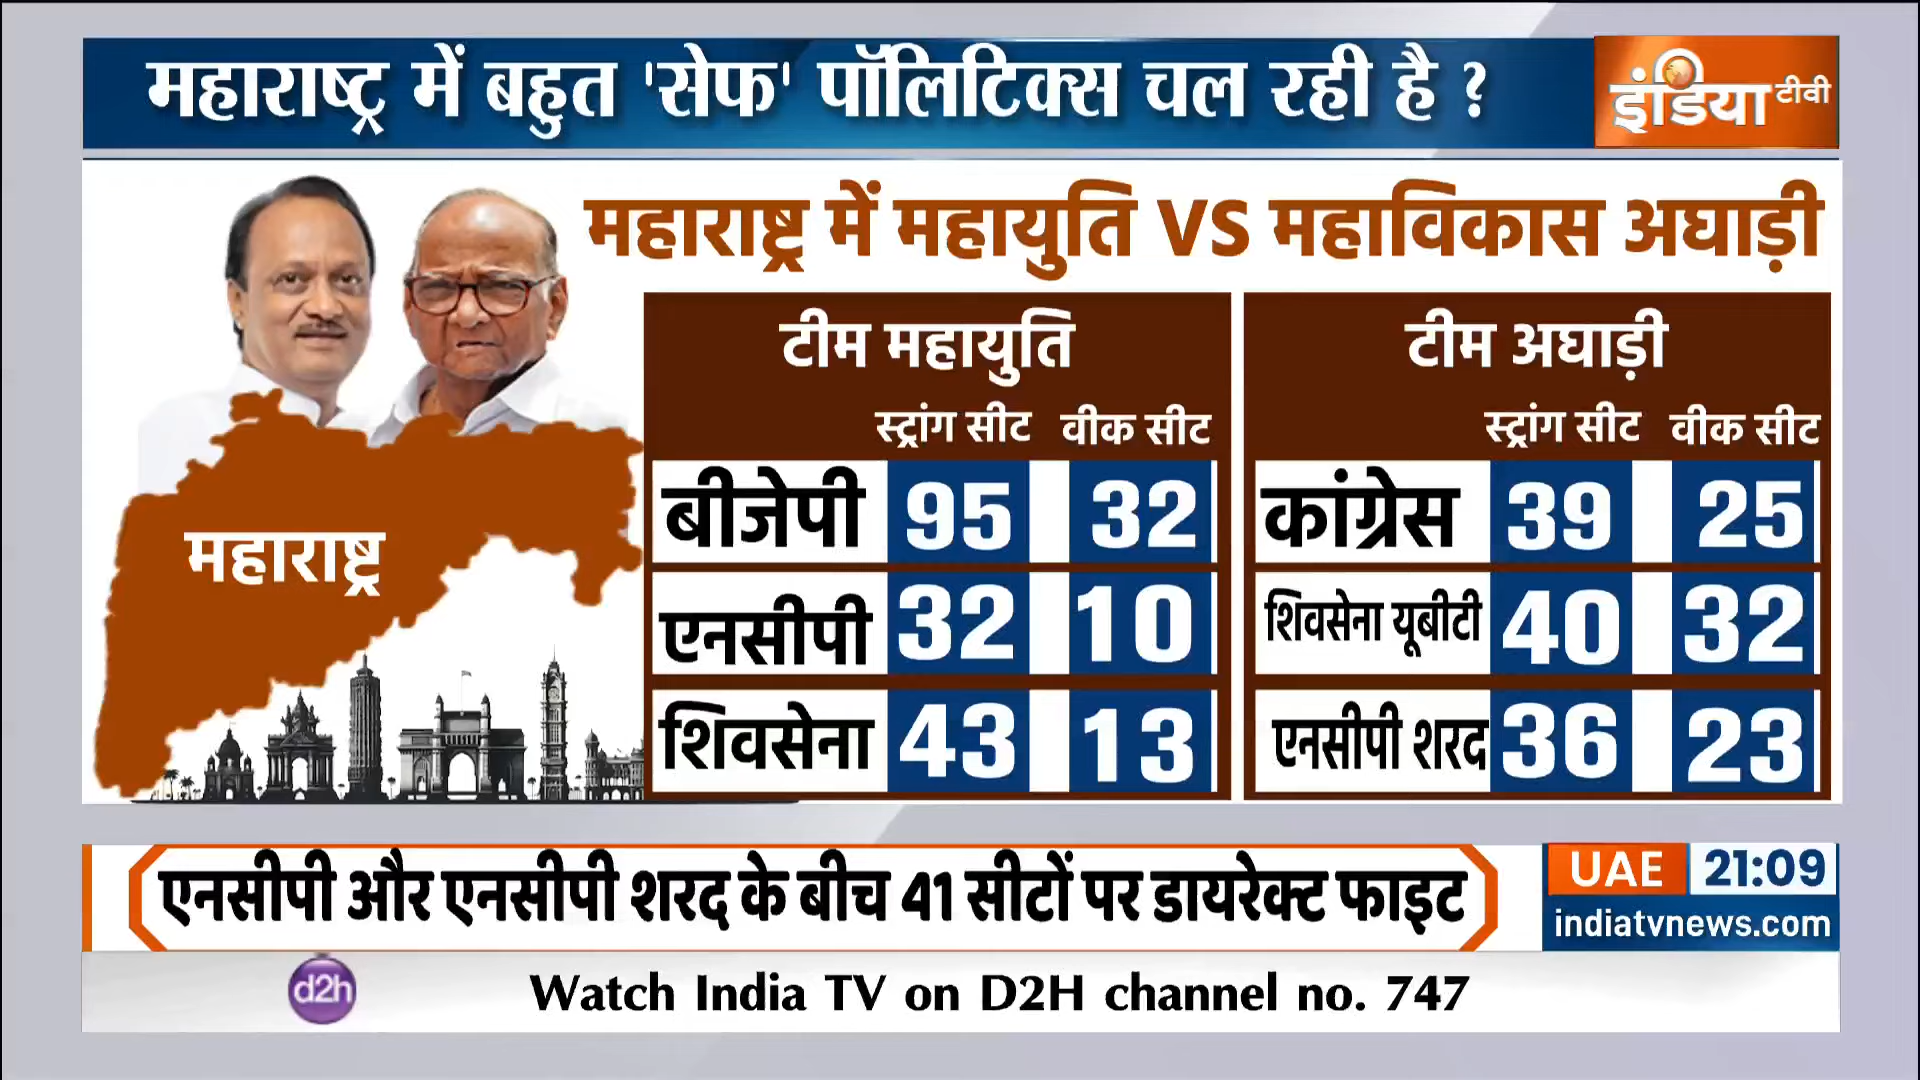 महाराष्ट्र में बहुत 'सेफ' पॉलिटिक्स चल रही है ?
इंडिया टीवी
महाराष्ट्र में महायुति VS महाविकास अघाड़ी
महाराष्ट्र
टीम महायुति
स्ट्रांग सीट वीक सीट
बीजेपी 95 32
एनसीपी 32 10
शिवसेना 43 13
टीम अघाड़ी
स्ट्रांग सीट वीक सीट
कांग्रेस 39 25
शिवसेना यूबीटी 40 32
एनसीपी शरद 36 23
एनसीपी और एनसीपी शरद के बीच 41 सीटों पर डायरेक्ट फाइट
UAE 21:09
indiatvnews.com
d2h Watch India TV on D2H channel no. 747